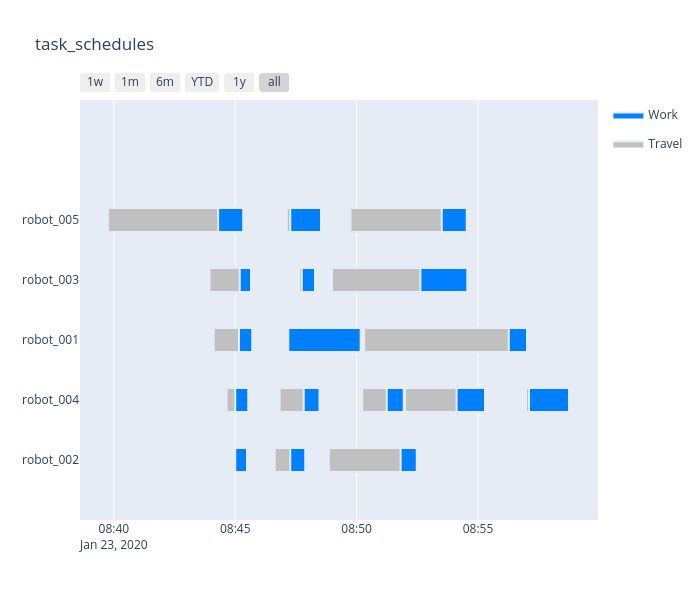 task_schedules
1w 1m 6m YTD 1y all
Work
Travel
robot_005
robot_003
robot_001
robot_004
robot_002
08:40 08:45 08:50 08:55
Jan 23, 2020